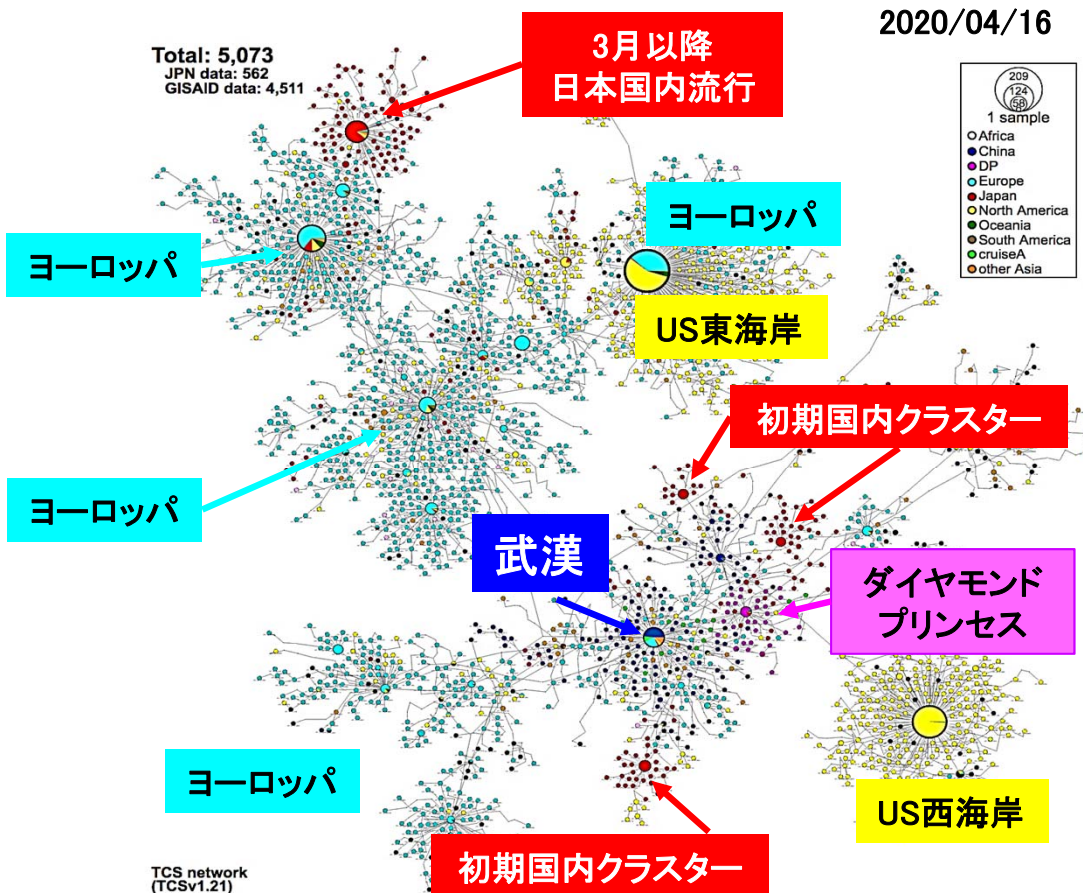 2020/04/16
Total: 5,073
JPN data: 562
GISAID data: 4,511
3月以降
日本国内流行
209
124
58
1 sample
Africa
China
DP
Europe
Japan
North America
Oceania
South America
cruiseA
other Asia
ヨーロッパ
ヨーロッパ
US東海岸
初期国内クラスター
ヨーロッパ
武漢
ダイヤモンド
プリンセス
ヨーロッパ
US西海岸
初期国内クラスター
TCS network
(TCSv1.21)